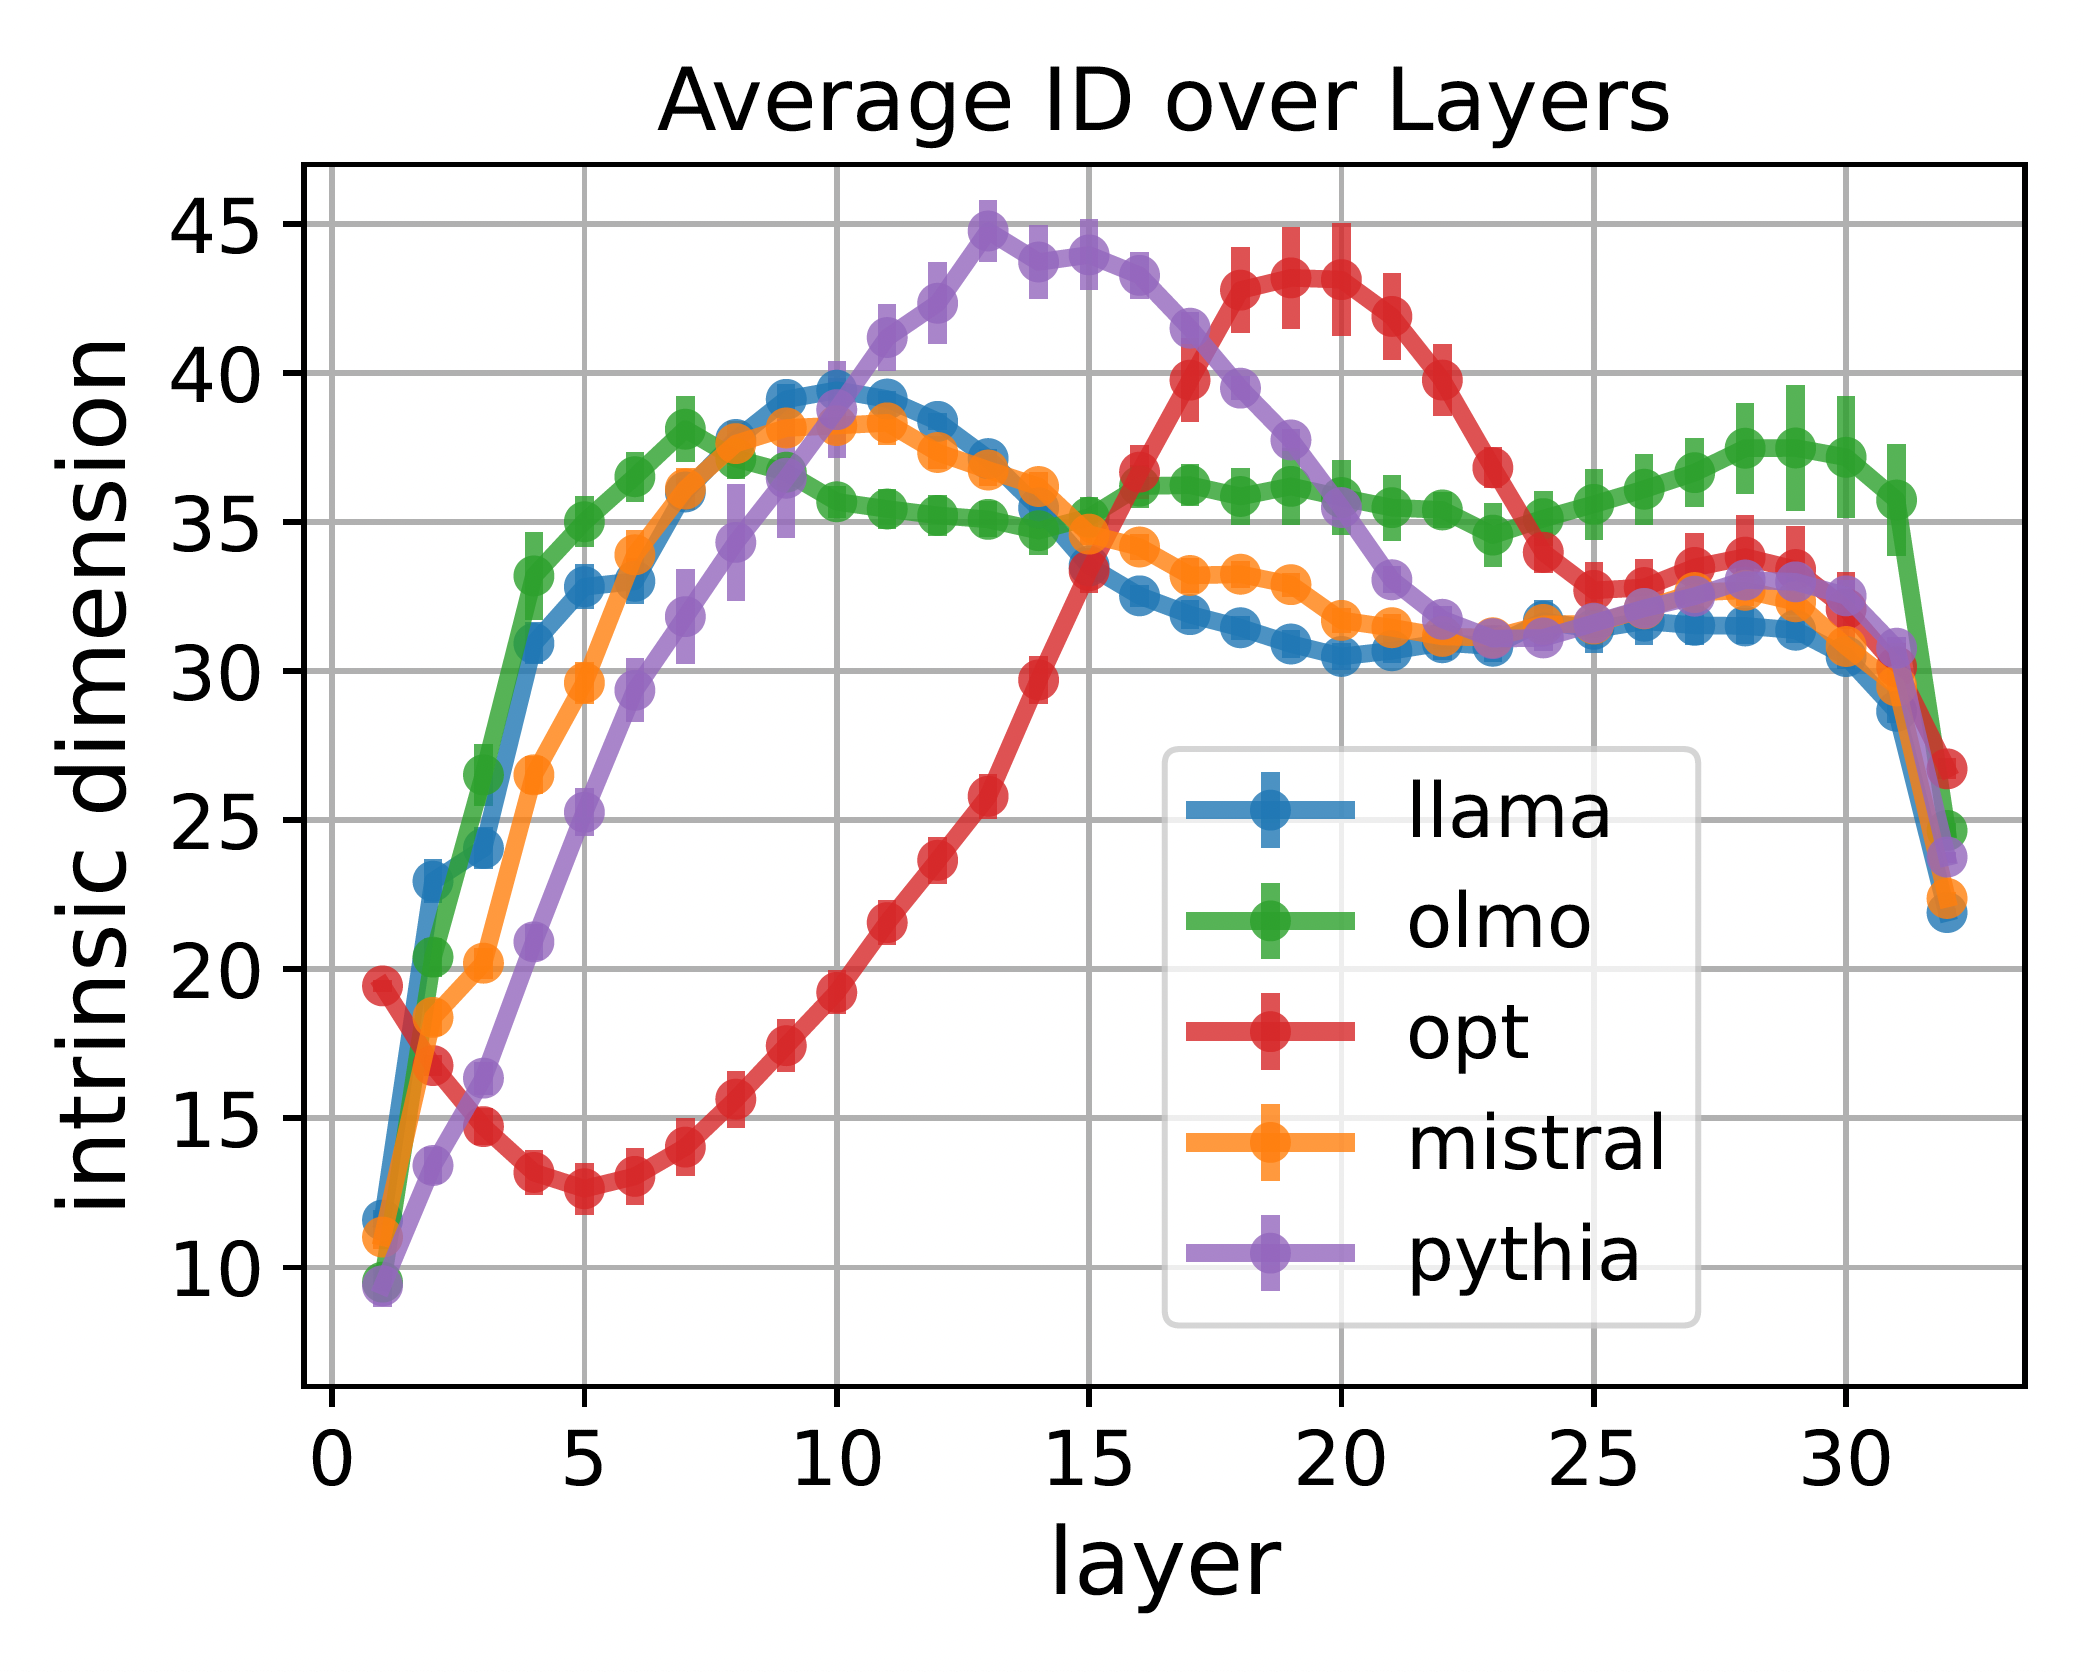 Average ID over Layers
intrinsic dimension
45
40
35
30
25
20
15
10
llama
olmo
opt
mistral
pythia
0 5 10 15 20 25 30
layer